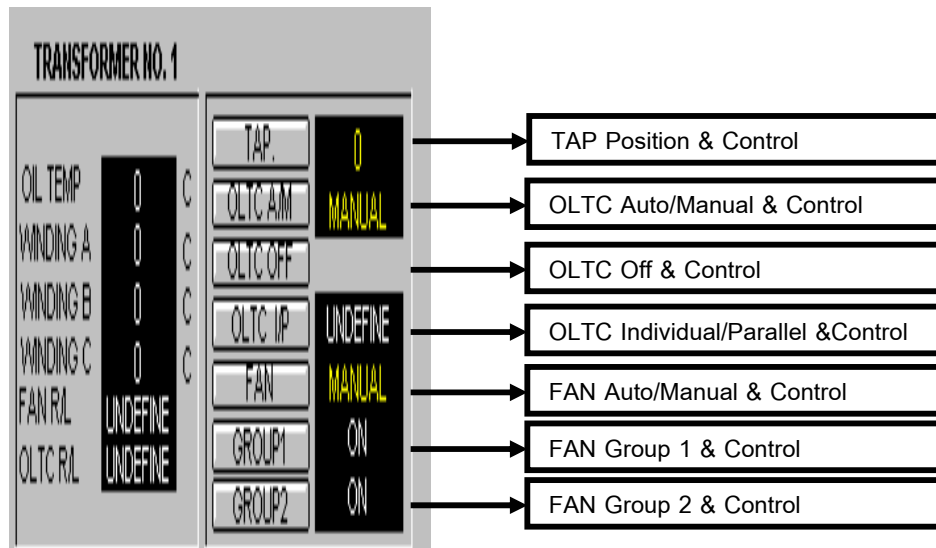 TRANSFORMER NO. 1
OIL TEMP 0 C
WINDING A 0 C
WINDING B 0 C
WINDING C 0 C
FAN R/L UNDEFINE
OLTC R/L UNDEFINE
TAP. 0
OLTC A/M MANUAL
OLTC OFF
OLTC I/P UNDEFINE
FAN MANUAL
GROUP1 ON
GROUP2 ON
TAP Position & Control
OLTC Auto/Manual & Control
OLTC Off & Control
OLTC Individual/Parallel &Control
FAN Auto/Manual & Control
FAN Group 1 & Control
FAN Group 2 & Control